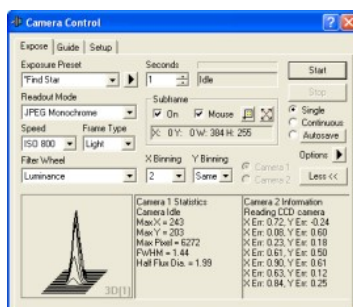 Camera Control
Expose Guide Setup
Exposure Preset
Seconds
*Find Star
1
Idle
Start
Readout Mode
Subframe
Stop
JPEG Monochrome
On
Mouse
Single
Speed
Frame Type
X: 0 Y: 0 W: 384 H: 255
Continuous
ISO 800
Light
Autosave
Filter Wheel
X Binning
Y Binning
Camera 1
Options
Luminance
2
Same
Camera 2
Less <<
Camera 1 Statistics
Camera Idle
Max X = 243
Max Y = 203
Max Pixel = 6272
FWHM = 1.44
Half Flux Dia. = 1.99
Camera 2 Information
Reading CCD camera
X Err: 0.72, Y Err: -0.24
X Err: 0.08, Y Err: 0.60
X Err: 0.23, Y Err: 0.18
X Err: 0.61, Y Err: 0.50
X Err: 0.90, Y Err: 0.61
X Err: 0.63, Y Err: 0.12
X Err: 0.84, Y Err: 0.25
3D[1]